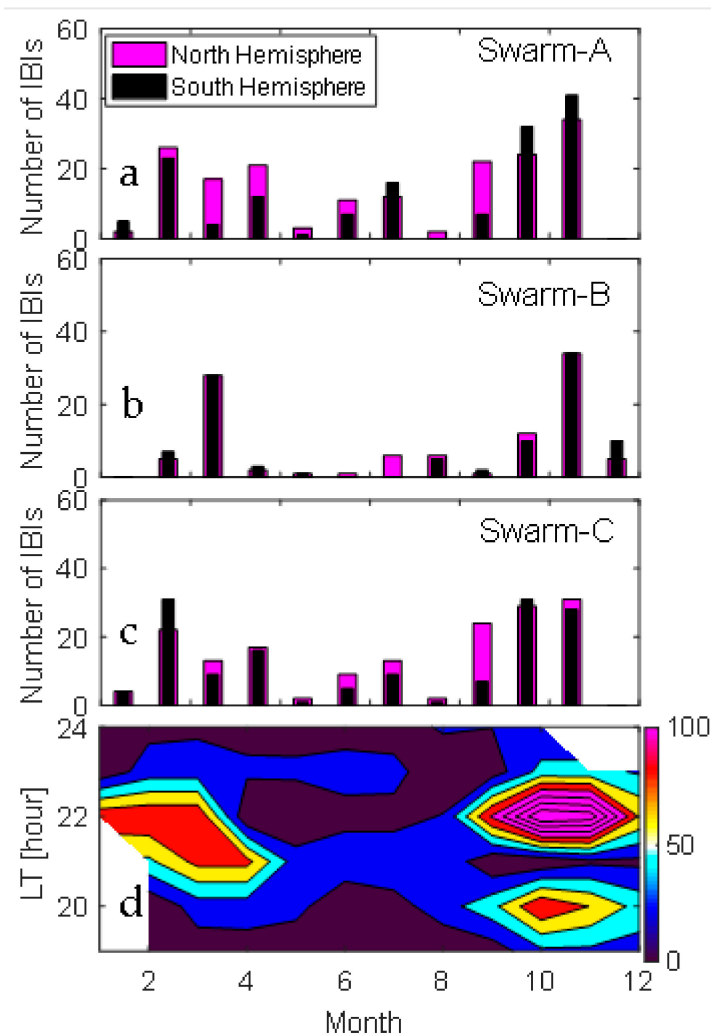 60
40
20
0
Number of IBIs
North Hemisphere
South Hemisphere
Swarm-A
a
60
40
20
0
Number of IBIs
Swarm-B
b
60
40
20
0
Number of IBIs
Swarm-C
c
24
22
20
LT [hour]
d
100
50
0
2 4 6 8 10 12
Month